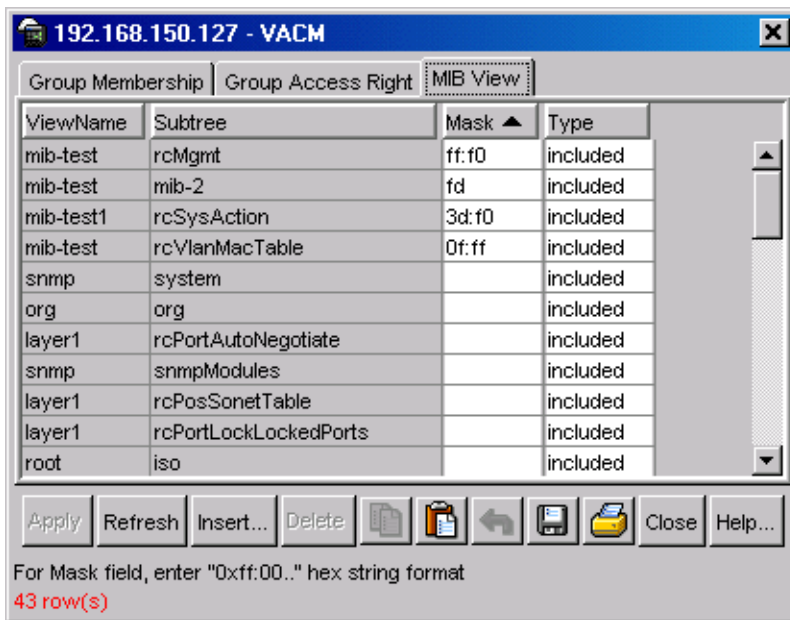 192.168.150.127 - VACM
Group Membership Group Access Right MIB View
ViewName Subtree Mask Type
mib-test rcMgmt ff:f0 included
mib-test mib-2 fd included
mib-test1 rcSysAction 3d:f0 included
mib-test rcVlanMacTable 0f:ff included
snmp system included
org org included
layer1 rcPortAutoNegotiate included
snmp snmpModules included
layer1 rcPosSonetTable included
layer1 rcPortLockLockedPorts included
root iso included
Apply Refresh Insert... Delete Close Help...
For Mask field, enter "0xff:00.." hex string format
43 row(s)